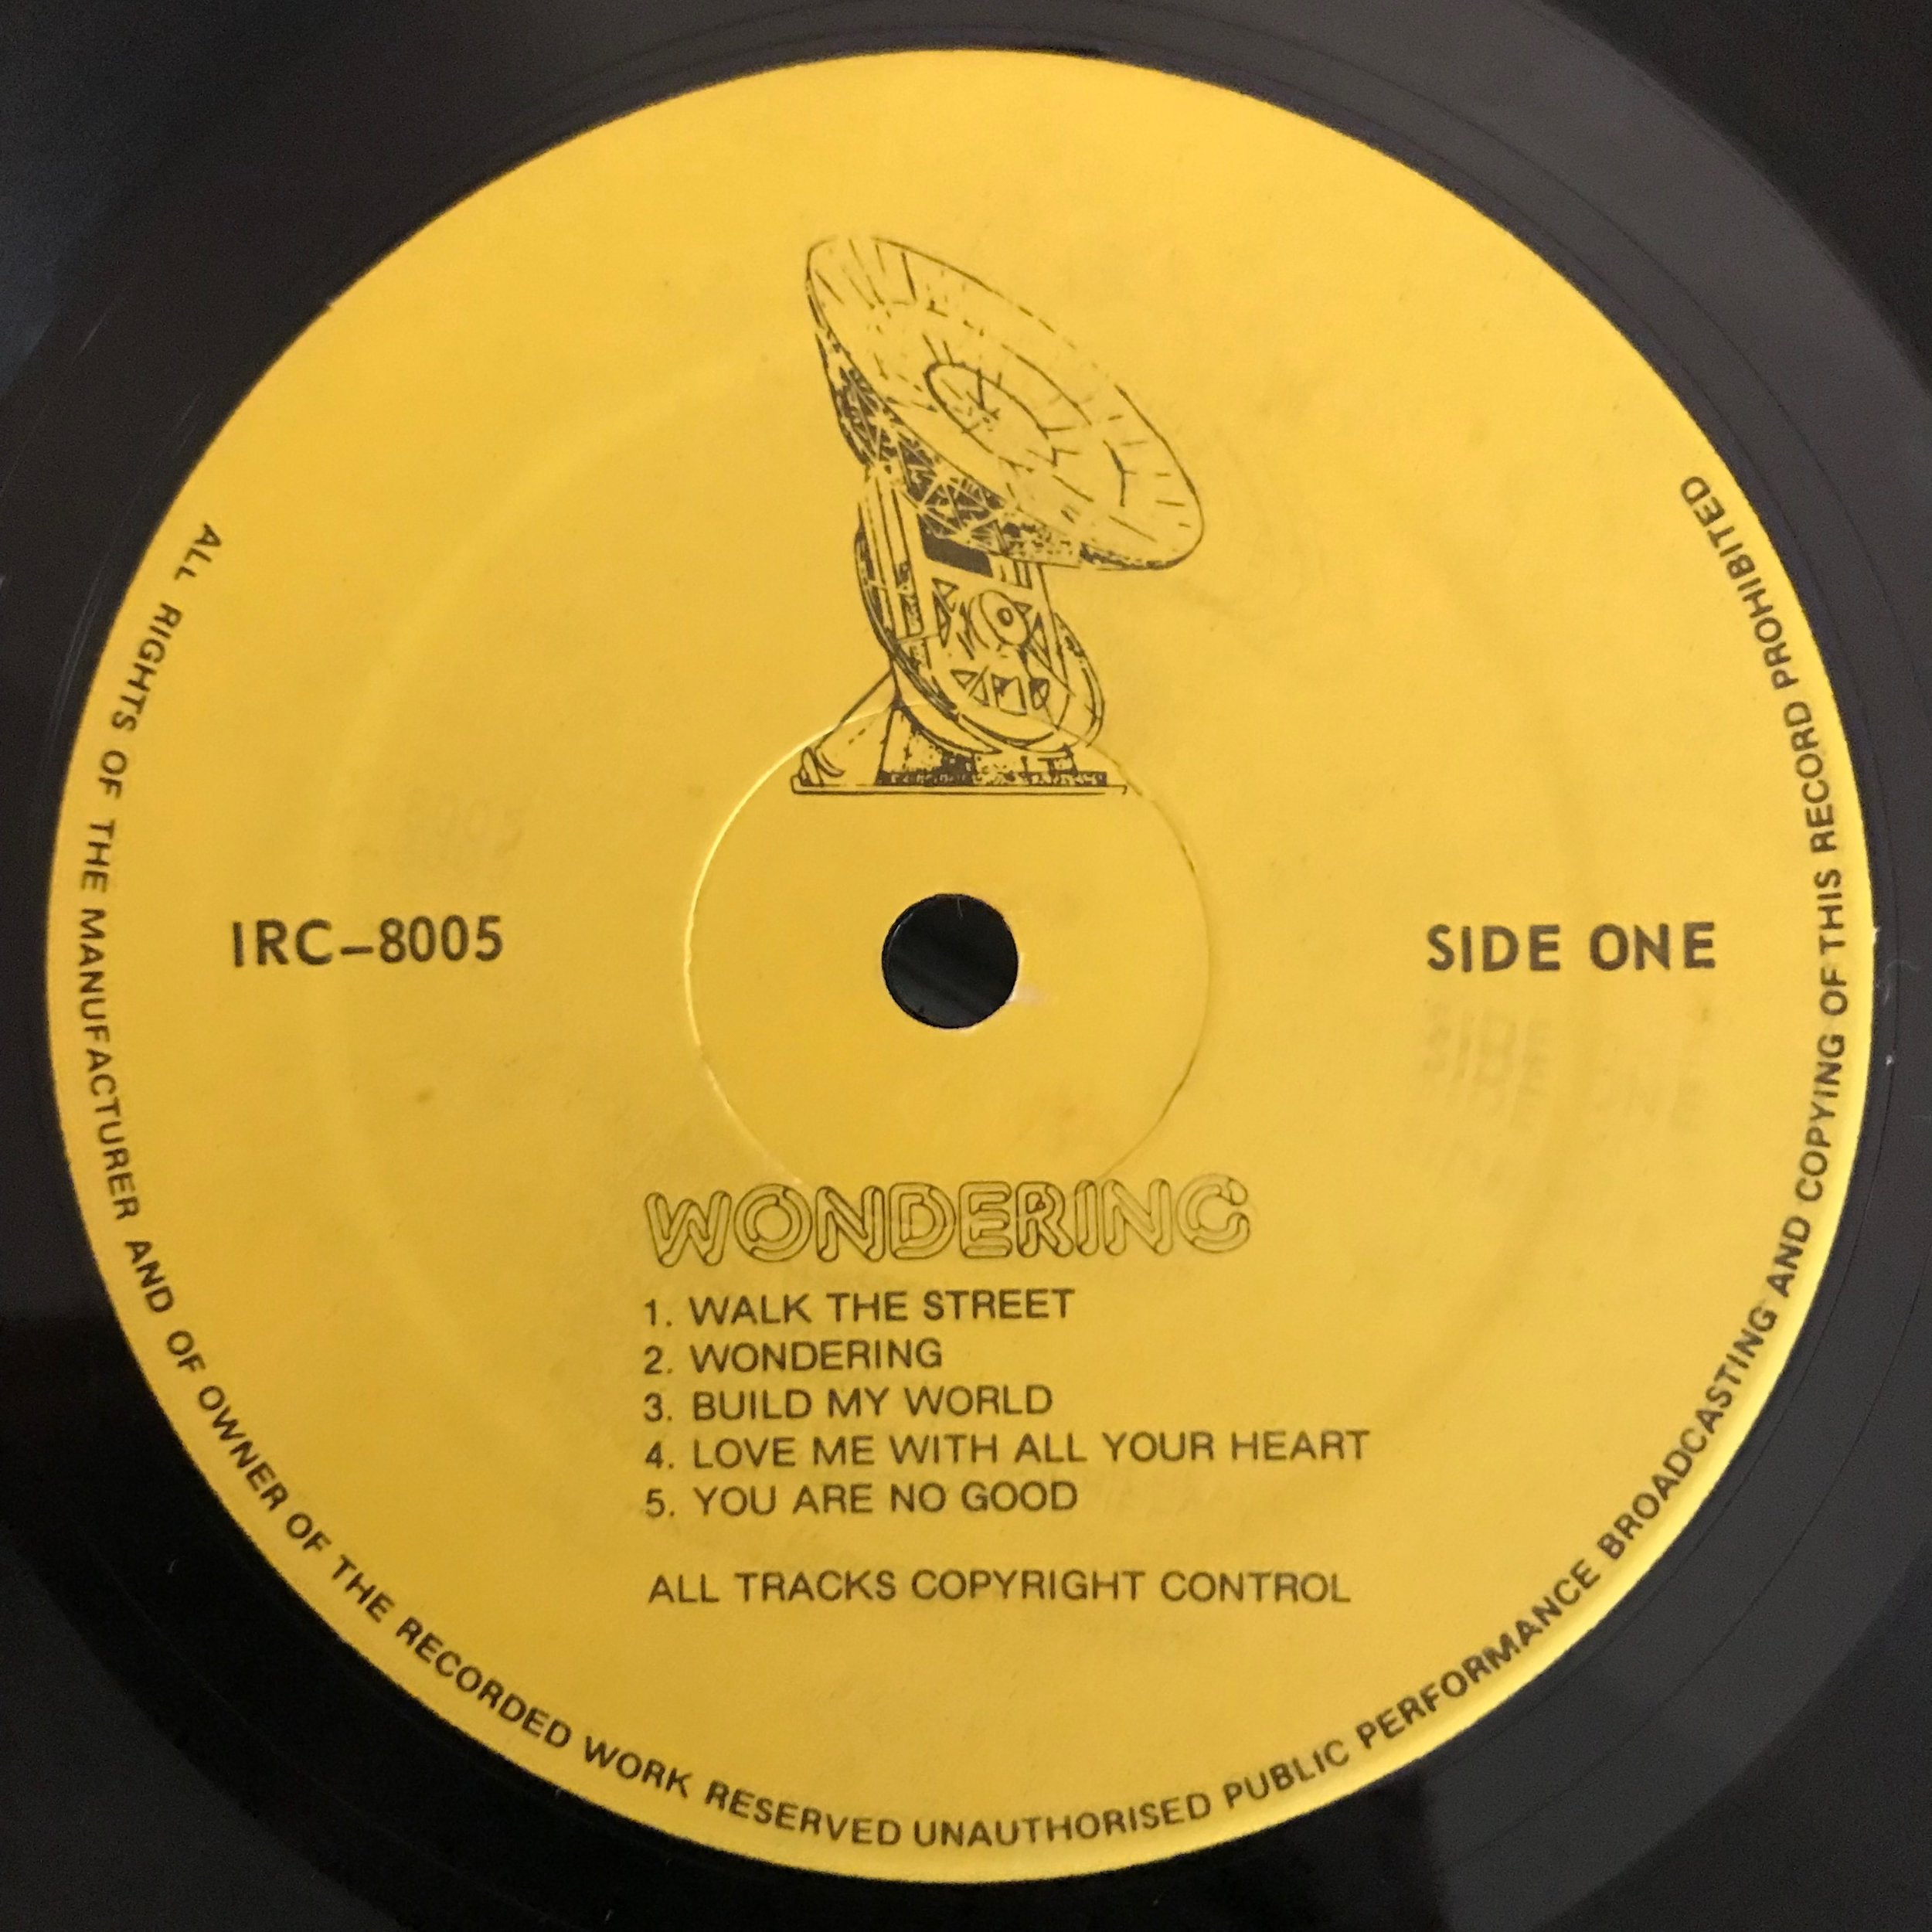 IRC–8005
SIDE ONE
WONDERING
1. WALK THE STREET
2. WONDERING
3. BUILD MY WORLD
4. LOVE ME WITH ALL YOUR HEART
5. YOU ARE NO GOOD
ALL TRACKS COPYRIGHT CONTROL
ALL RIGHTS OF THE MANUFACTURER AND OF OWNER OF THE RECORDED WORK RESERVED UNAUTHORISED PUBLIC PERFORMANCE BROADCASTING AND COPYING OF THIS RECORD PROHIBITED